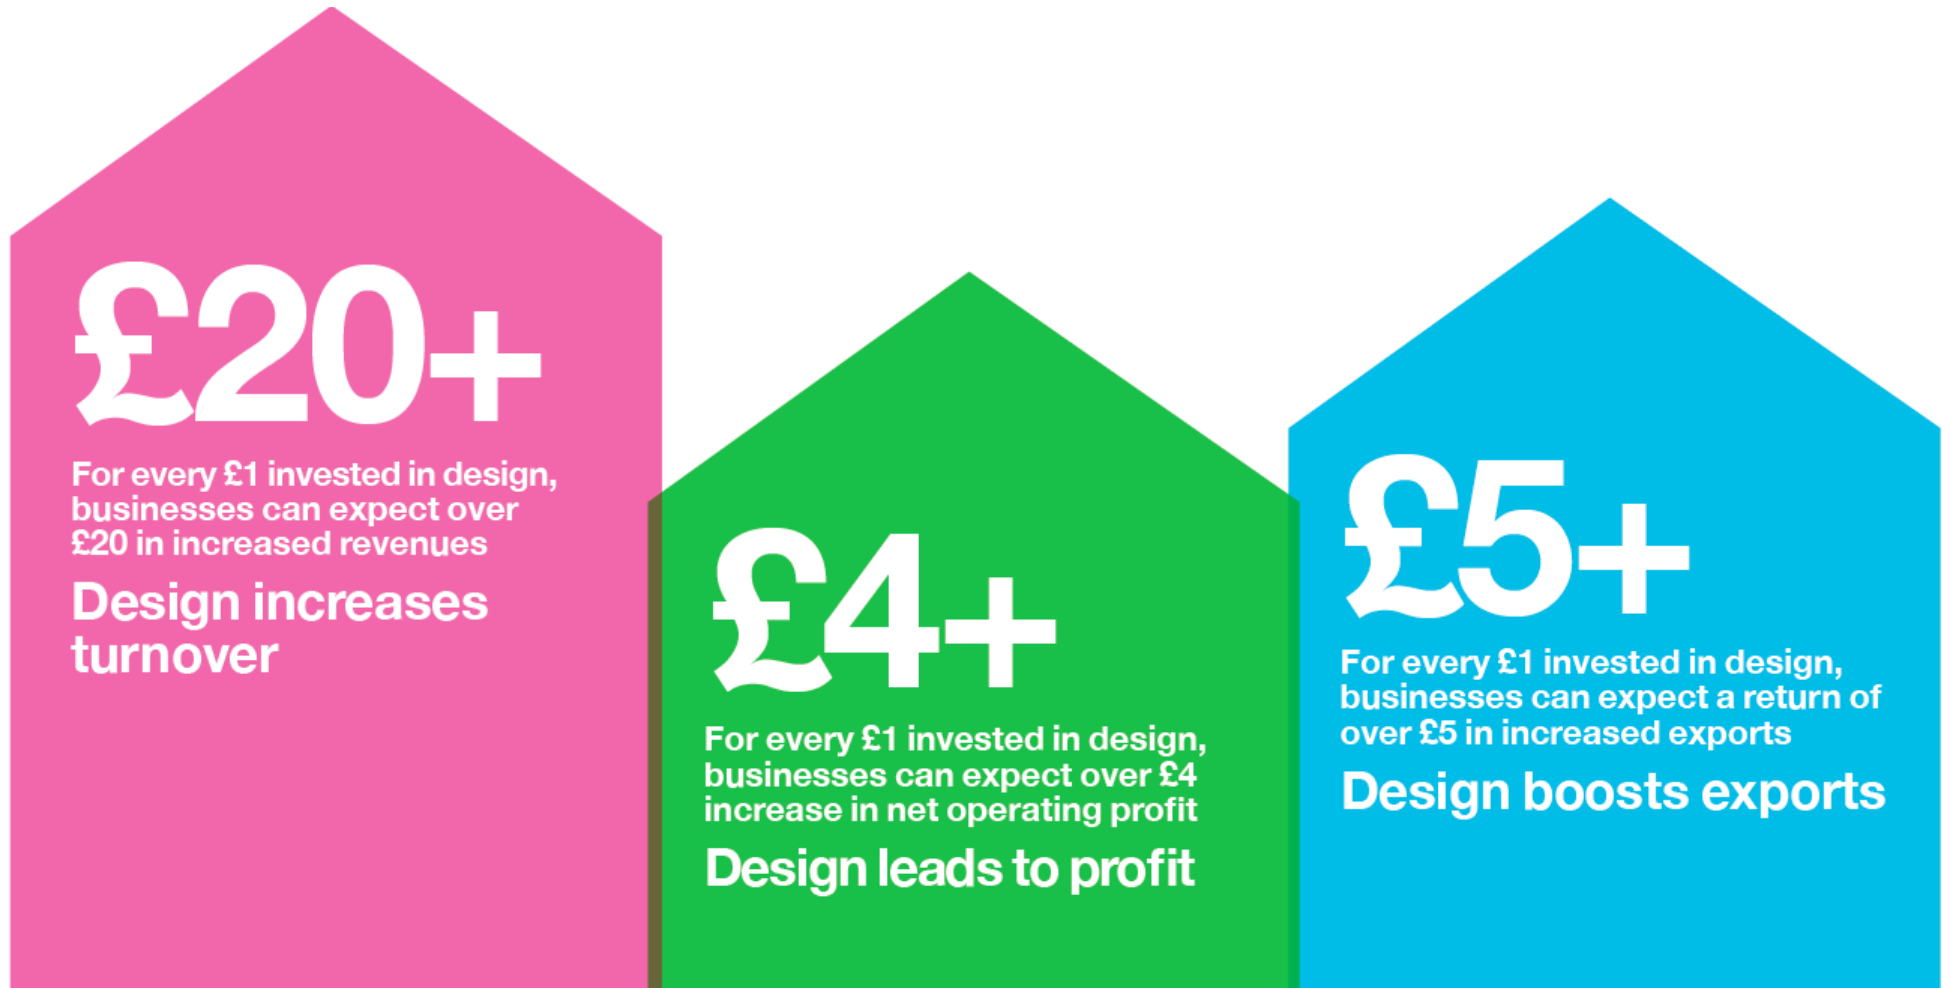 £20+
For every £1 invested in design,
businesses can expect over
£20 in increased revenues
Design increases
turnover
£4+
For every £1 invested in design,
businesses can expect over £4
increase in net operating profit
Design leads to profit
£5+
For every £1 invested in design,
businesses can expect a return of
over £5 in increased exports
Design boosts exports